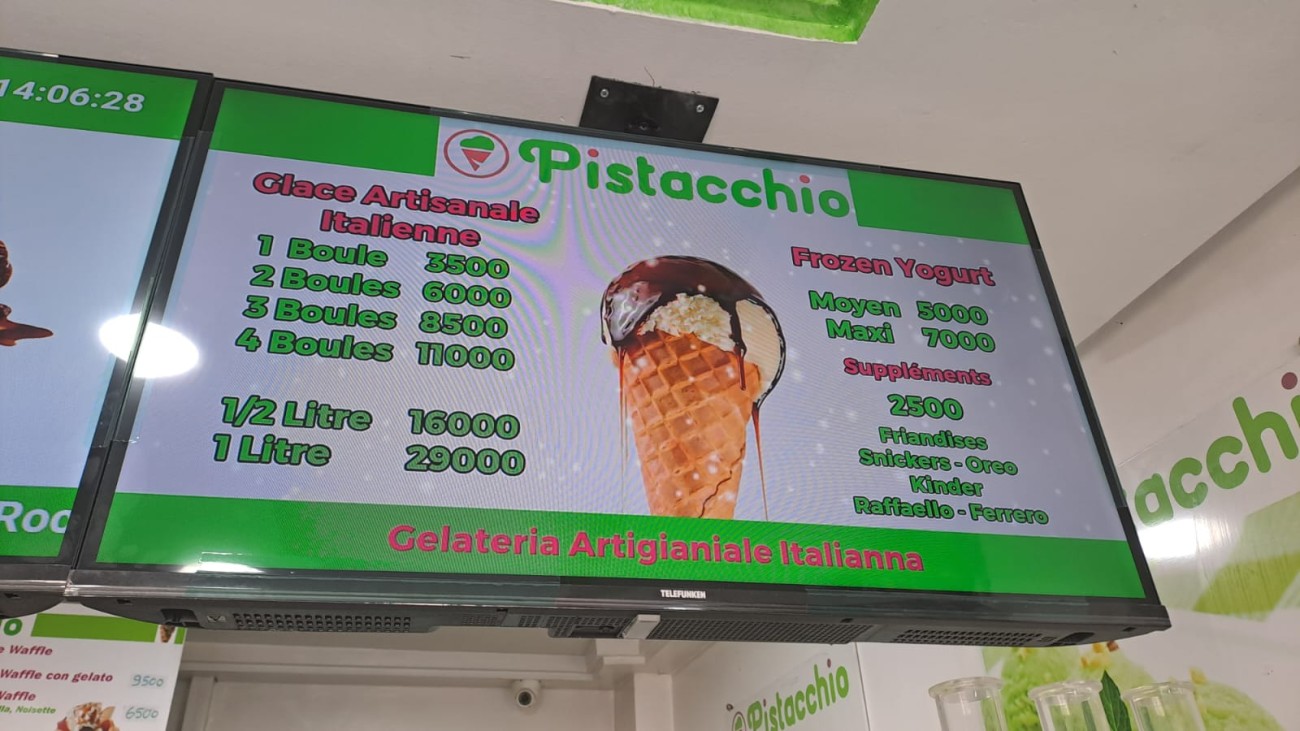 14:06:28
Pistacchio
Glace Artisanale
Italienne
1 Boule 3500
2 Boules 6000
3 Boules 8500
4 Boules 11000
1/2 Litre 16000
1 Litre 29000
Frozen Yogurt
Moyen 5000
Maxi 7000
Suppléments
2500
Friandises
Snickers - Oreo
Kinder
Raffaello - Ferrero
Gelateria Artigianiale Italianna
TELEFUNKEN
Waffle
Waffle con gelato 9500
Waffle
Noisette 6500
Pistacchio